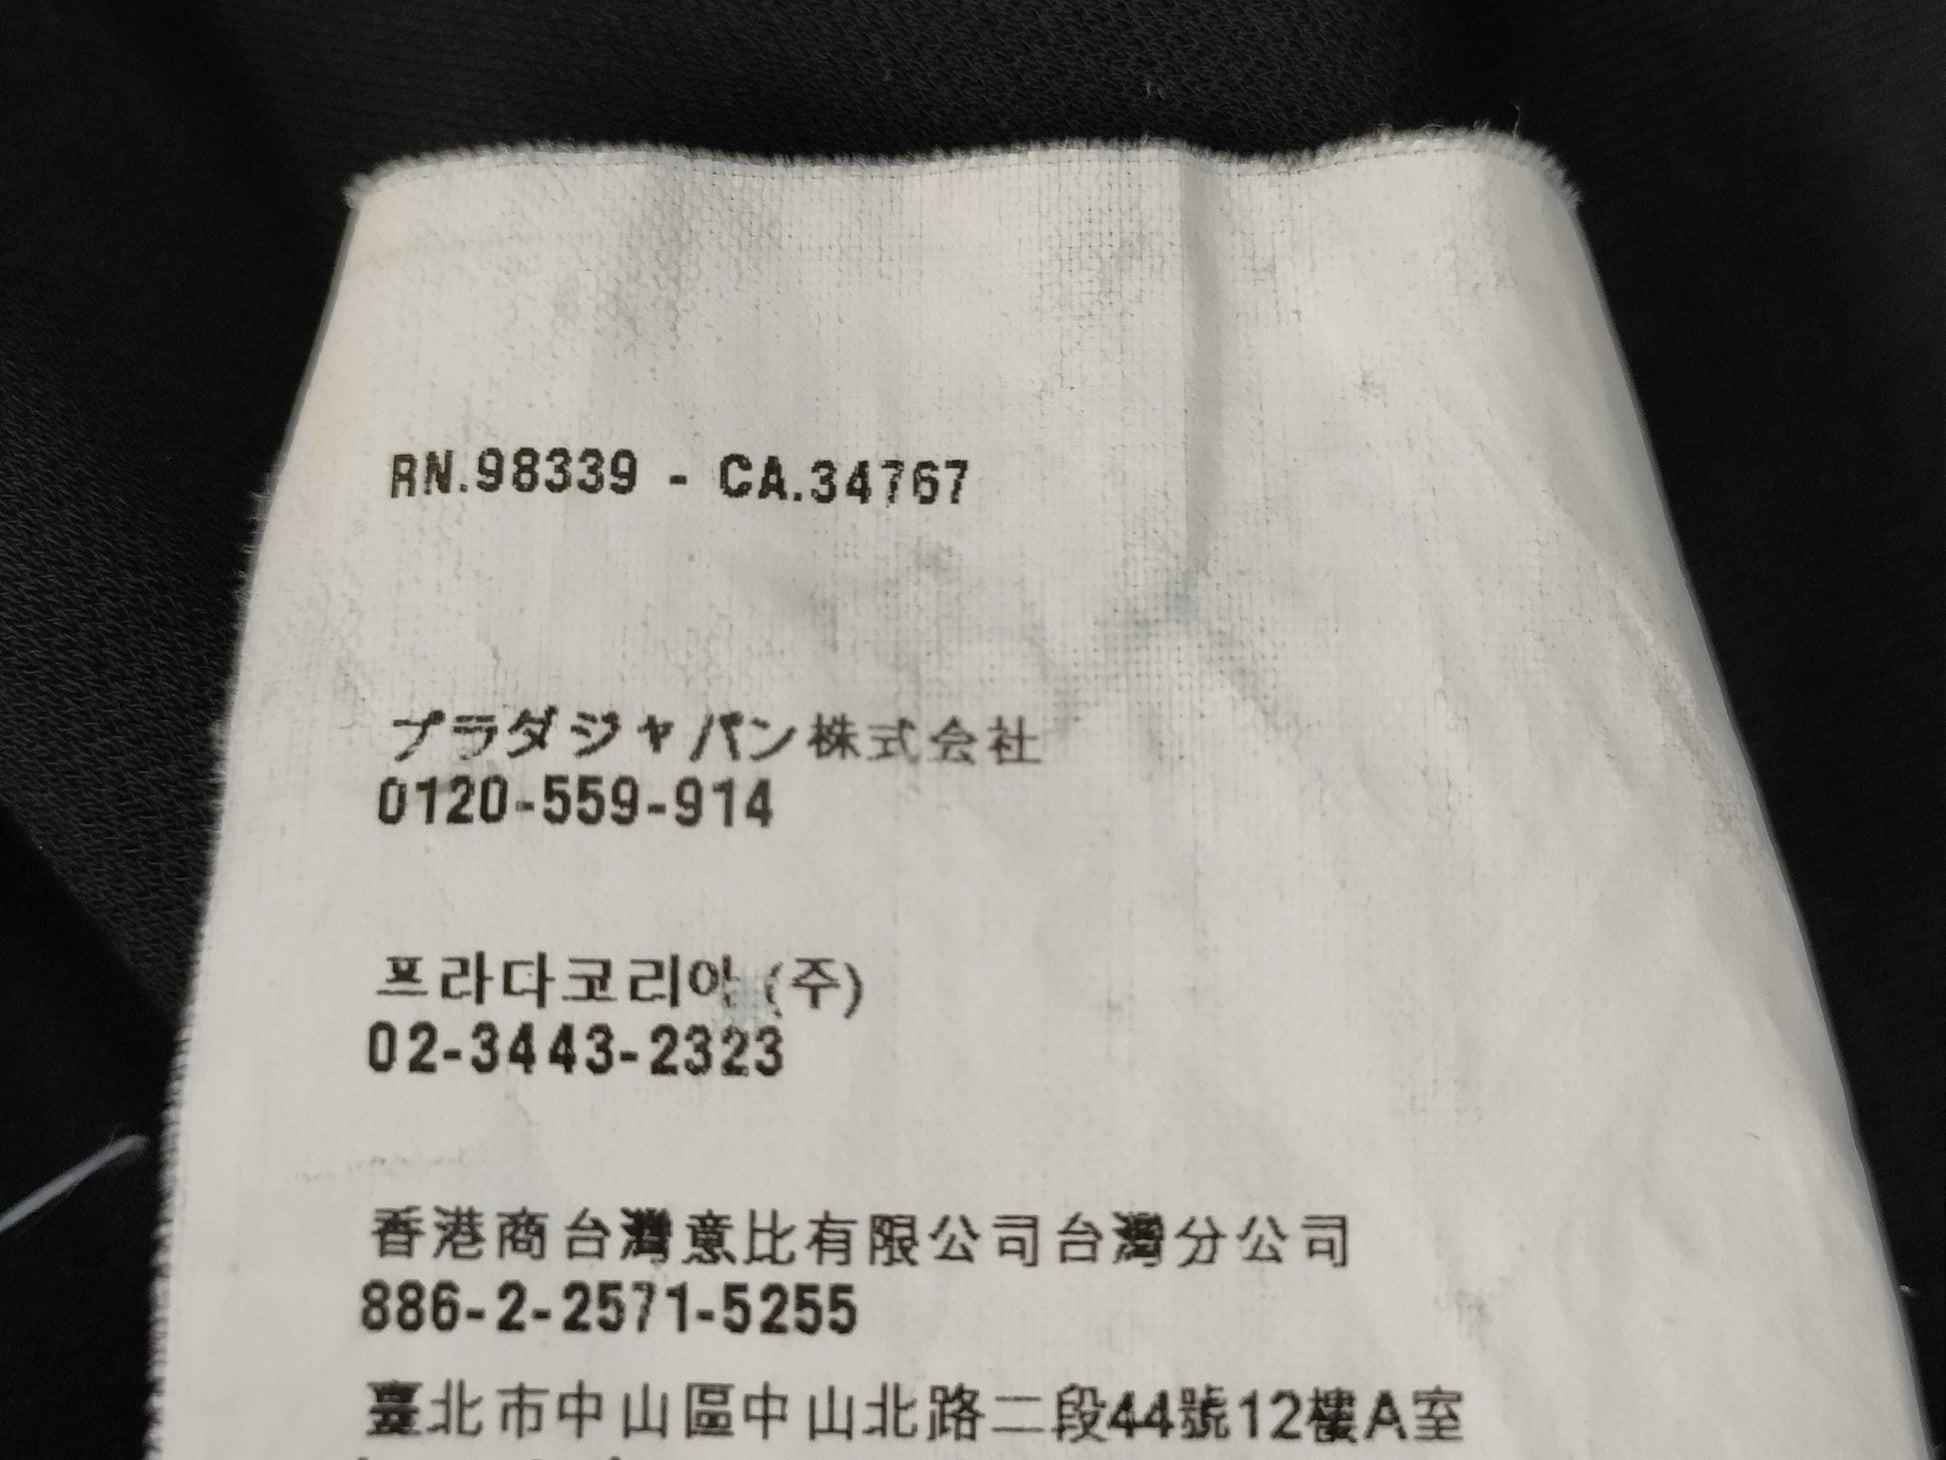 RN.98339 - CA.34767
プラダジャパン株式会社
0120-559-914
프라다코리아 (주)
02-3443-2323
香港商台灣意比有限公司台灣分公司
886-2-2571-5255
臺北市中山區中山北路二段44號12樓A室